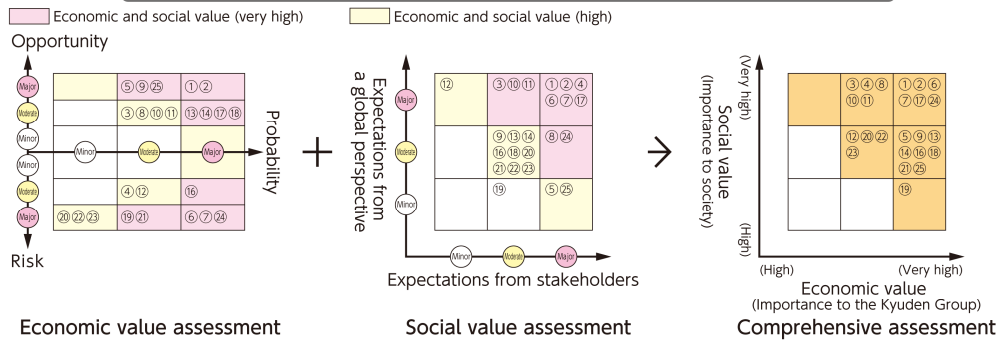 Economic and social value (very high)
Economic and social value (high)
Opportunity
Major
Moderate
Minor
Minor
Moderate
Major
Risk
⑤⑨㉕
①②
③⑧⑩⑪
⑬⑭⑰⑱
Minor
Moderate
Major
④⑫
⑯
⑳㉒㉓
⑲㉑
⑥⑦㉔
Probability
Economic value assessment
+
Expectations from
a global perspective
Major
Moderate
Minor
⑫
③⑩⑪
①②④
⑥⑦⑰
⑨⑬⑭
⑯⑱⑳
㉑㉒㉓
⑧㉔
⑲
⑤㉕
Minor
Moderate
Major
Expectations from stakeholders
Social value assessment
Social value
(Importance to society)
(Very high)
(High)
③④⑧
⑩⑪
①②⑥
⑦⑰㉔
⑫⑳㉒
㉓
⑤⑨⑬
⑭⑯⑱
㉑㉕
⑲
(High)
(Very high)
Economic value
(Importance to the Kyuden Group)
Comprehensive assessment